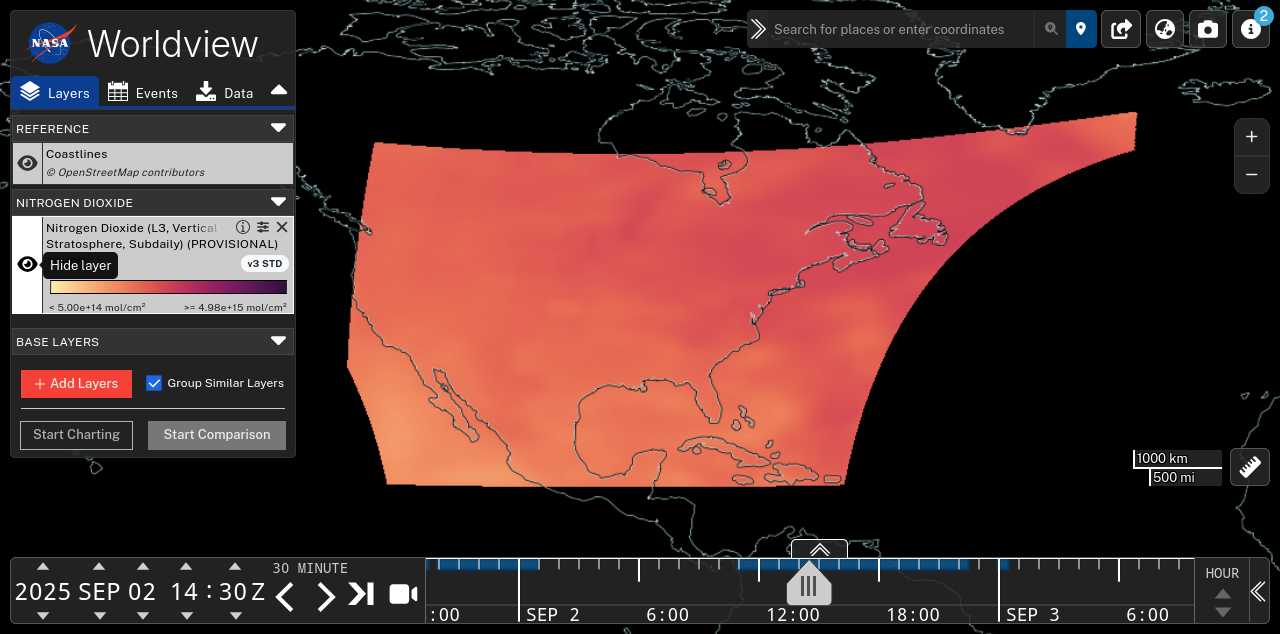 NASA
Worldview
Layers
Events
Data
REFERENCE
Coastlines
© OpenStreetMap contributors
NITROGEN DIOXIDE
Nitrogen Dioxide (L3, Vertical
Stratosphere, Subdaily) (PROVISIONAL)
Hide layer
v3 STD
< 5.00e+14 mol/cm²
>= 4.98e+15 mol/cm²
BASE LAYERS
+ Add Layers
Group Similar Layers
Start Charting
Start Comparison
Search for places or enter coordinates
2
+
−
1000 km
500 mi
2025 SEP 02 14 : 30 Z
30 MINUTE
:00
SEP 2
6:00
12:00
18:00
SEP 3
6:00
HOUR